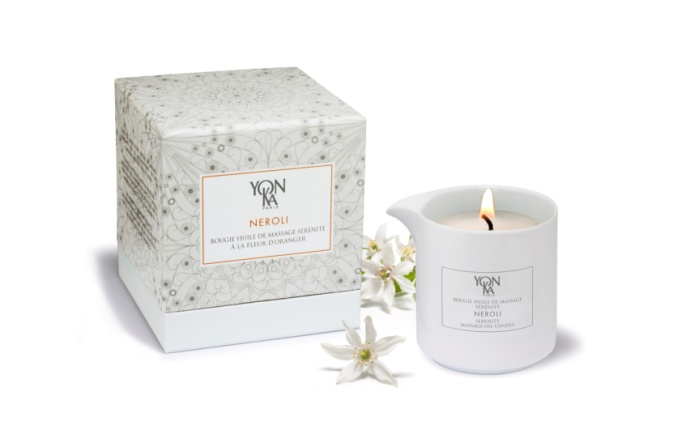 YON
KA
PARIS
NEROLI
BOUGIE HUILE DE MASSAGE SÉRÉNITÉ
À LA FLEUR D'ORANGER
YON
KA
PARIS
BOUGIE HUILE DE MASSAGE
SÉRÉNITÉ
NEROLI
SERENITY
MASSAGE OIL CANDLE